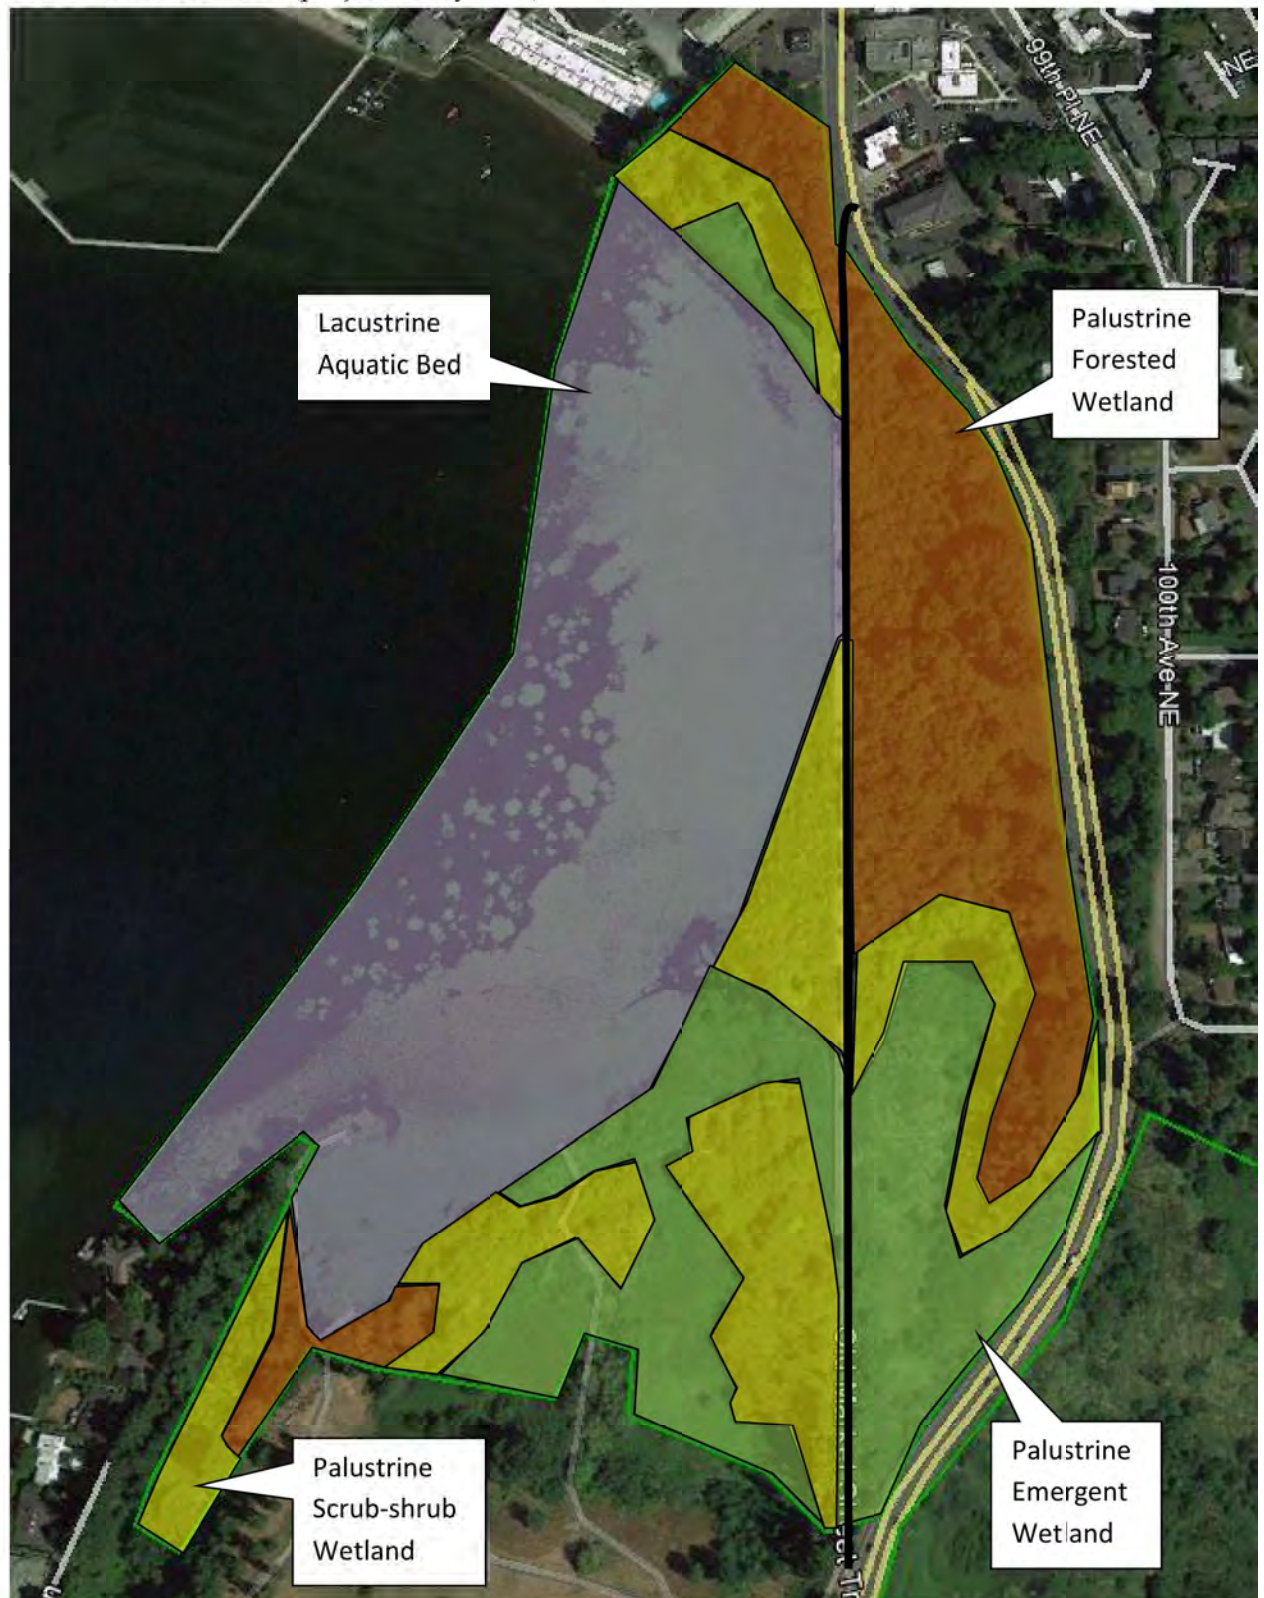 99th Pl NE
NE
Lacustrine
Aquatic Bed
Palustrine
Forested
Wetland
100th Ave NE
Palustrine
Scrub-shrub
Wetland
Palustrine
Emergent
Wetland